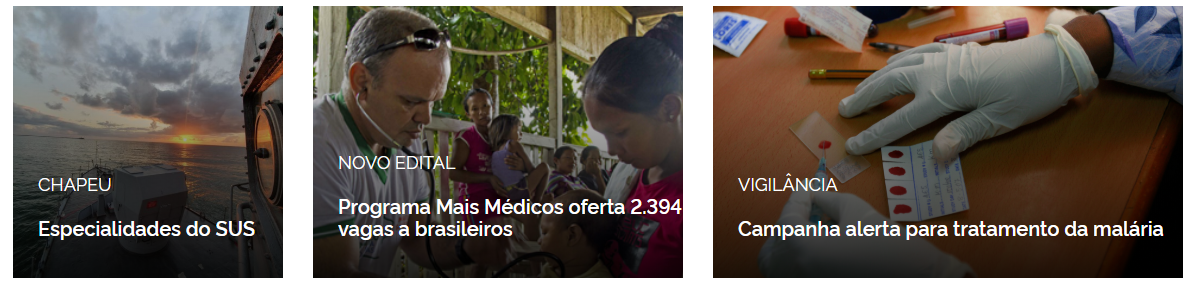 CHAPEU
Especialidades do SUS
NOVO EDITAL
Programa Mais Médicos oferta 2.394
vagas a brasileiros
VIGILÂNCIA
Campanha alerta para tratamento da malária